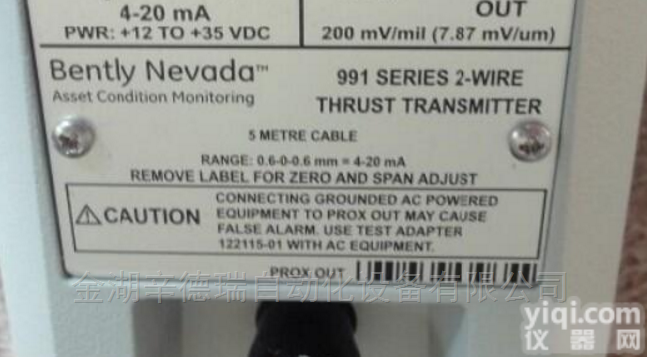 4-20 mA
PWR: +12 TO +35 VDC
OUT
200 mV/mil (7.87 mV/um)
Bently Nevada™
Asset Condition Monitoring
991 SERIES 2-WIRE
THRUST TRANSMITTER
5 METRE CABLE
RANGE: 0.6-0-0.6 mm = 4-20 mA
REMOVE LABEL FOR ZERO AND SPAN ADJUST
CAUTION
CONNECTING GROUNDED AC POWERED
EQUIPMENT TO PROX OUT MAY CAUSE
FALSE ALARM. USE TEST ADAPTER
122115-01 WITH AC EQUIPMENT.
PROX OUT
金湖辛德瑞自动化设备有限公司
yiqi.com
仪器网